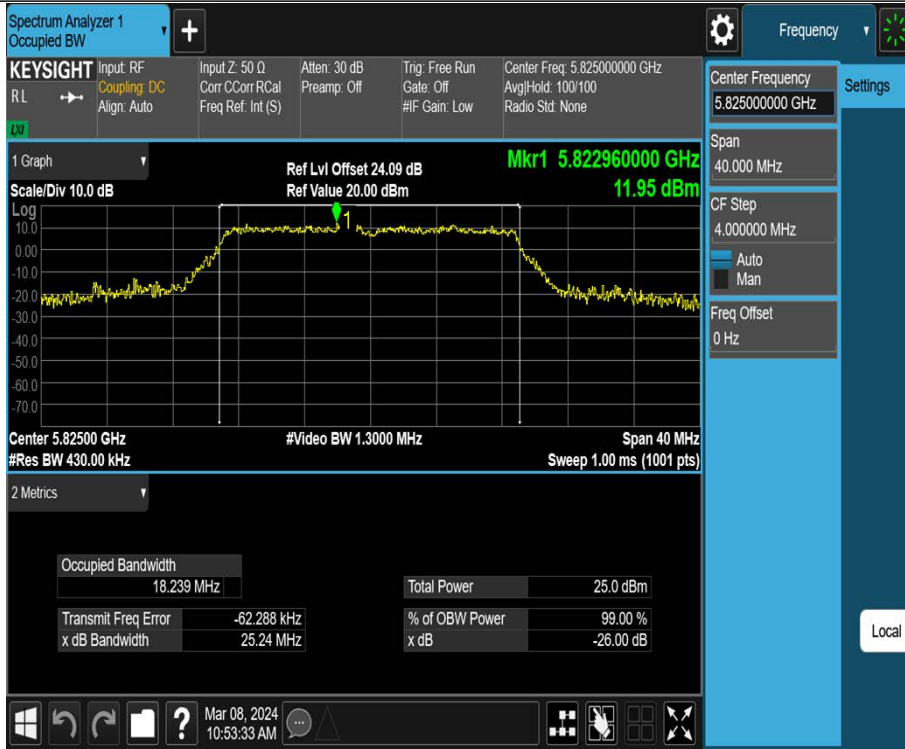 Spectrum Analyzer 1
Occupied BW
Frequency
KEYSIGHT
RL
LXI
Input: RF
Coupling: DC
Align: Auto
Input Z: 50 Ω
Corr CCorr RCal
Freq Ref: Int (S)
Atten: 30 dB
Preamp: Off
Trig: Free Run
Gate: Off
#IF Gain: Low
Center Freq: 5.825000000 GHz
Avg|Hold: 100/100
Radio Std: None
Center Frequency
5.825000000 GHz
Settings
Span
40.000 MHz
CF Step
4.000000 MHz
Auto
Man
Freq Offset
0 Hz
1 Graph
Scale/Div 10.0 dB
Ref Lvl Offset 24.09 dB
Ref Value 20.00 dBm
Mkr1 5.822960000 GHz
11.95 dBm
Log
10.0
0.00
-10.0
-20.0
-30.0
-40.0
-50.0
-60.0
-70.0
1
Center 5.82500 GHz
#Video BW 1.3000 MHz
Span 40 MHz
#Res BW 430.00 kHz
Sweep 1.00 ms (1001 pts)
2 Metrics
Occupied Bandwidth
18.239 MHz
Total Power 25.0 dBm
Transmit Freq Error -62.288 kHz
% of OBW Power 99.00 %
x dB Bandwidth 25.24 MHz
x dB -26.00 dB
Local
?
Mar 08, 2024
10:53:33 AM